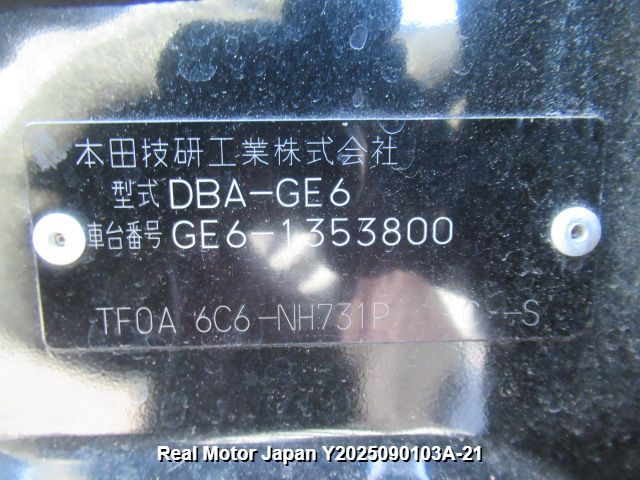 本田技研工業株式会社
型式 DBA-GE6
車台番号 GE6-1353800
TF0A 6C6-NH731P C--S
Real Motor Japan Y2025090103A-21